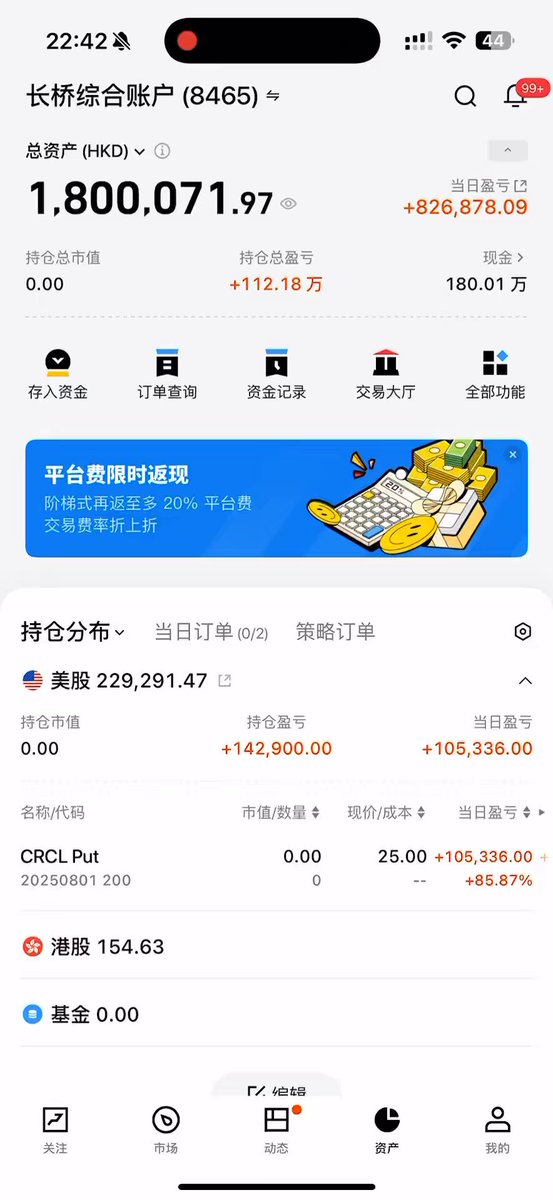 22:42
44
长桥综合账户 (8465)
99+
总资产 (HKD)
1,800,071.97
当日盈亏
+826,878.09
持仓总市值 持仓总盈亏 现金
0.00 +112.18 万 180.01 万
存入资金 订单查询 资金记录 交易大厅 全部功能
平台费限时返现
阶梯式再返至多 20% 平台费
交易费率折上折
20%
持仓分布 当日订单 (0/2) 策略订单
美股 229,291.47
持仓市值 持仓盈亏 当日盈亏
0.00 +142,900.00 +105,336.00
名称/代码 市值/数量 现价/成本 当日盈亏
CRCL Put 0.00 25.00 +105,336.00 +
20250801 200 0 -- +85.87%
港股 154.63
基金 0.00
编辑
关注 市场 动态 资产 我的